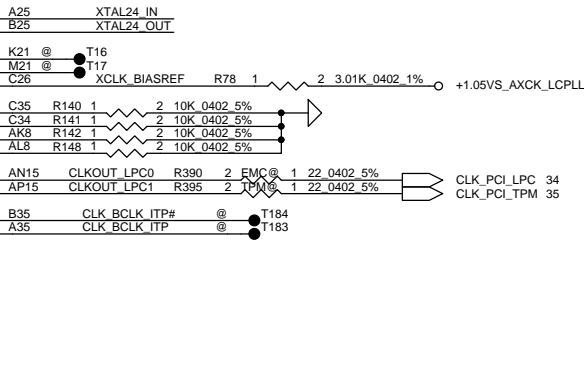 A25 XTAL24_IN
B25 XTAL24_OUT
K21 @ T16
M21 @ T17
C26 XCLK_BIASREF R78 1 2 3.01K_0402_1% +1.05VS_AXCK_LCPLL
C35 R140 1 2 10K_0402_5%
C34 R141 1 2 10K_0402_5%
AK8 R142 1 2 10K_0402_5%
AL8 R148 1 2 10K_0402_5%
AN15 CLKOUT_LPC0 R390 2 EMC@ 1 22_0402_5% CLK_PCI_LPC 34
AP15 CLKOUT_LPC1 R395 2 TPM@ 1 22_0402_5% CLK_PCI_TPM 35
B35 CLK_BCLK_ITP# @ T184
A35 CLK_BCLK_ITP @ T183